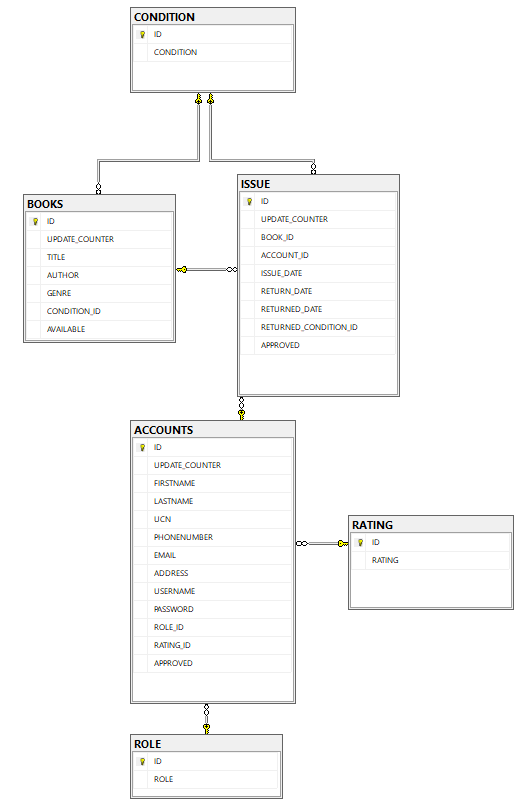 CONDITION
ID
CONDITION
BOOKS
ID
UPDATE_COUNTER
TITLE
AUTHOR
GENRE
CONDITION_ID
AVAILABLE
ISSUE
ID
UPDATE_COUNTER
BOOK_ID
ACCOUNT_ID
ISSUE_DATE
RETURN_DATE
RETURNED_DATE
RETURNED_CONDITION_ID
APPROVED
ACCOUNTS
ID
UPDATE_COUNTER
FIRSTNAME
LASTNAME
UCN
PHONENUMBER
EMAIL
ADDRESS
USERNAME
PASSWORD
ROLE_ID
RATING_ID
APPROVED
RATING
ID
RATING
ROLE
ID
ROLE